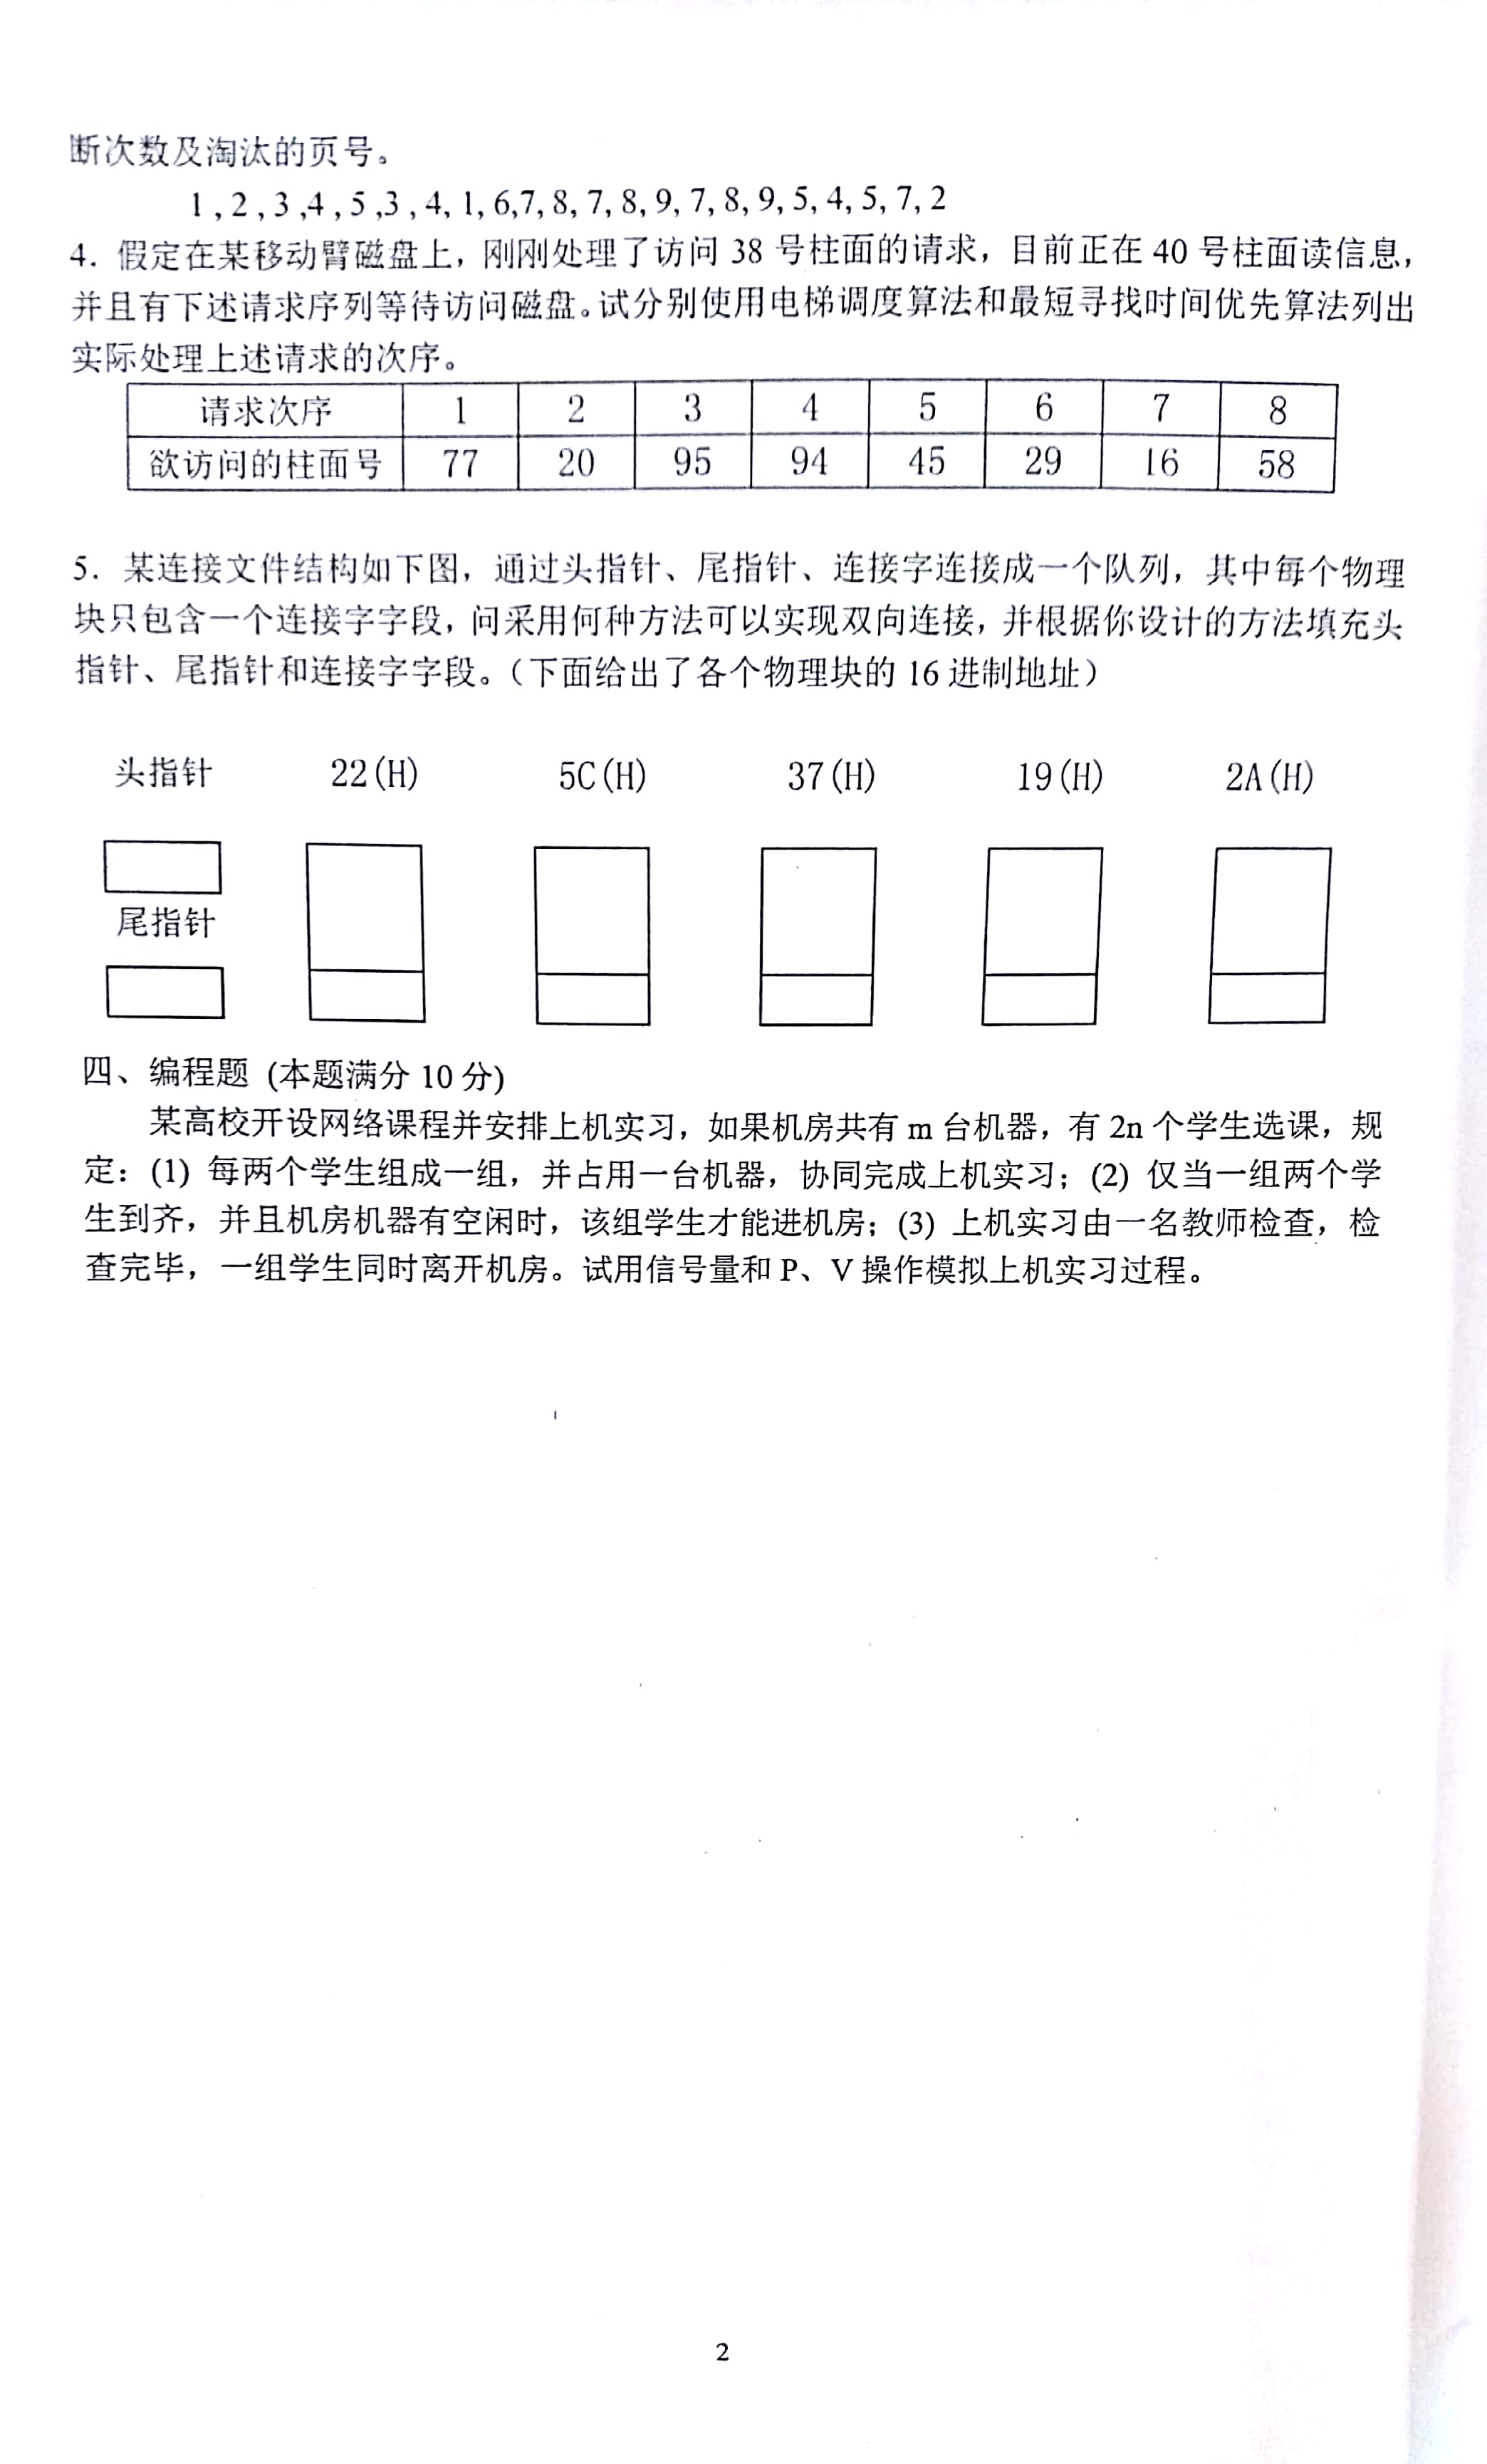 断次数及淘汰的页号。
1 , 2 , 3 ,4 , 5 ,3 , 4, 1, 6,7, 8, 7, 8, 9, 7, 8, 9, 5, 4, 5, 7, 2
4. 假定在某移动臂磁盘上，刚刚处理了访问 38 号柱面的请求，目前正在 40 号柱面读信息，
并且有下述请求序列等待访问磁盘。试分别使用电梯调度算法和最短寻找时间优先算法列出
实际处理上述请求的次序。
请求次序 1 2 3 4 5 6 7 8
欲访问的柱面号 77 20 95 94 45 29 16 58
5. 某连接文件结构如下图，通过头指针、尾指针、连接字连接成一个队列，其中每个物理
块只包含一个连接字字段，问采用何种方法可以实现双向连接，并根据你设计的方法填充头
指针、尾指针和连接字字段。（下面给出了各个物理块的 16 进制地址）
头指针 22(H) 5C(H) 37(H) 19(H) 2A(H)
尾指针
四、编程题 (本题满分 10 分)
某高校开设网络课程并安排上机实习，如果机房共有 m 台机器，有 2n 个学生选课，规
定：(1) 每两个学生组成一组，并占用一台机器，协同完成上机实习；(2) 仅当一组两个学
生到齐，并且机房机器有空闲时，该组学生才能进机房；(3) 上机实习由一名教师检查，检
查完毕，一组学生同时离开机房。试用信号量和 P、V 操作模拟上机实习过程。
2